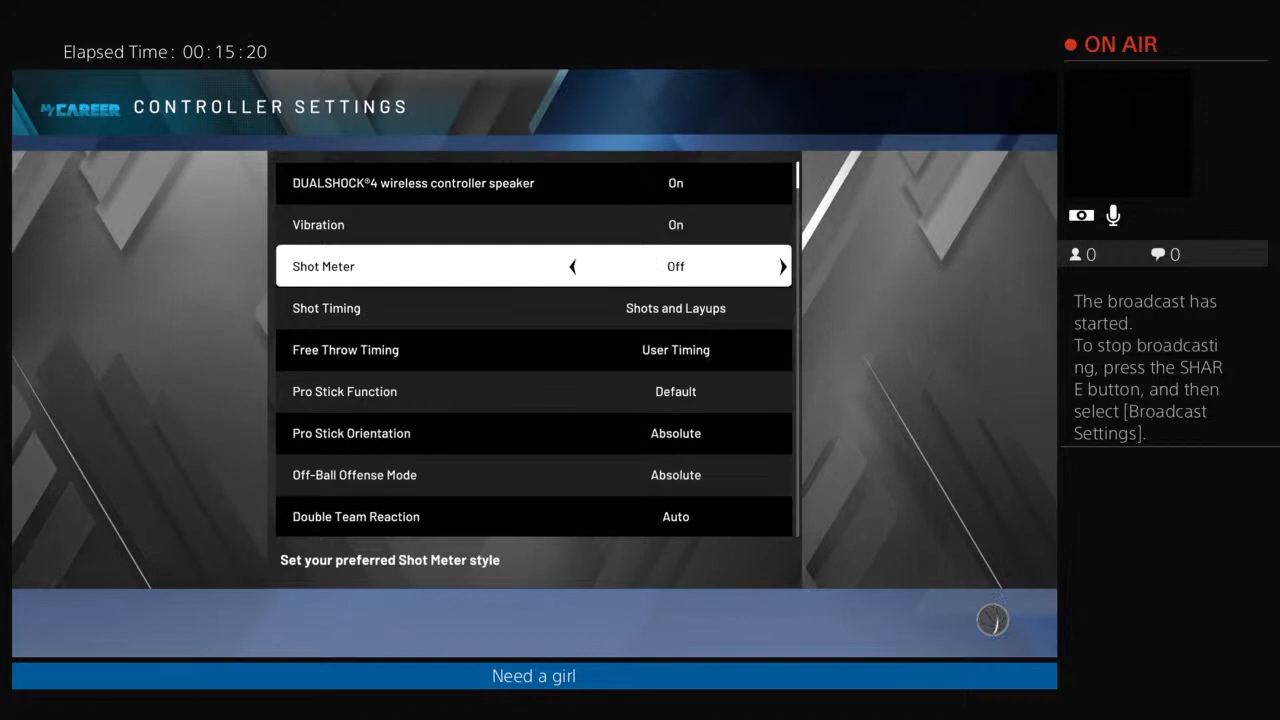 Elapsed Time: 00:15:20
ON AIR
MyCAREER CONTROLLER SETTINGS
DUALSHOCK®4 wireless controller speaker On
Vibration On
Shot Meter Off
Shot Timing Shots and Layups
Free Throw Timing User Timing
Pro Stick Function Default
Pro Stick Orientation Absolute
Off-Ball Offense Mode Absolute
Double Team Reaction Auto
Set your preferred Shot Meter style
Need a girl
0 0
The broadcast has
started.
To stop broadcasti
ng, press the SHAR
E button, and then
select [Broadcast
Settings].